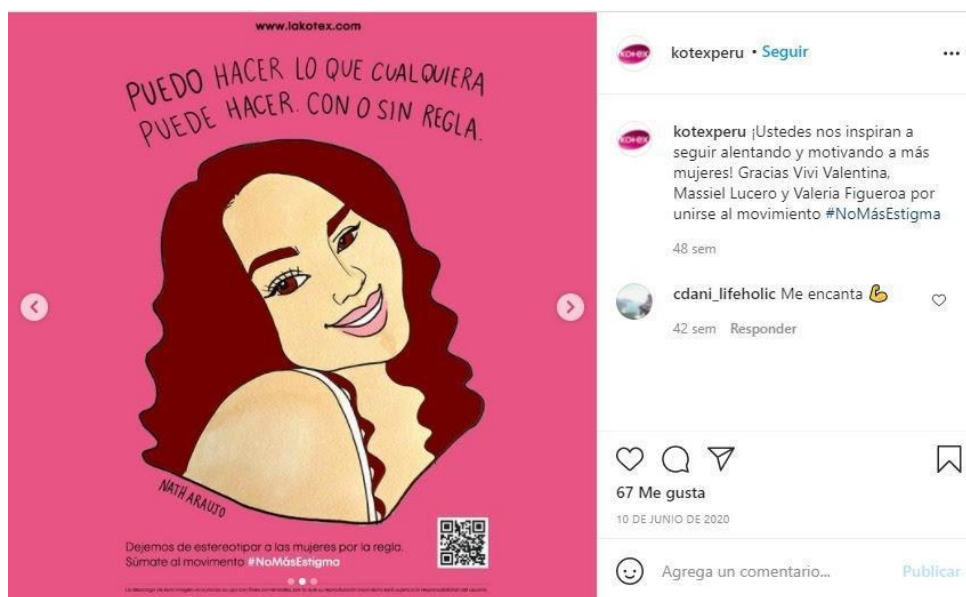 www.lakotex.com
PUEDO HACER LO QUE CUALQUIERA
PUEDE HACER. CON O SIN REGLA.
NATH ARAUJO
Dejemos de estereotipar a las mujeres por la regla.
Súmate al movimiento #NoMásEstigma
kotex
kotexperu • Seguir
kotex
kotexperu ¡Ustedes nos inspiran a
seguir alentando y motivando a más
mujeres! Gracias Vivi Valentina,
Massiel Lucero y Valeria Figueroa por
unirse al movimiento #NoMásEstigma
48 sem
cdani_lifeholic Me encanta 💪
42 sem Responder
67 Me gusta
10 DE JUNIO DE 2020
Agrega un comentario...
Publicar